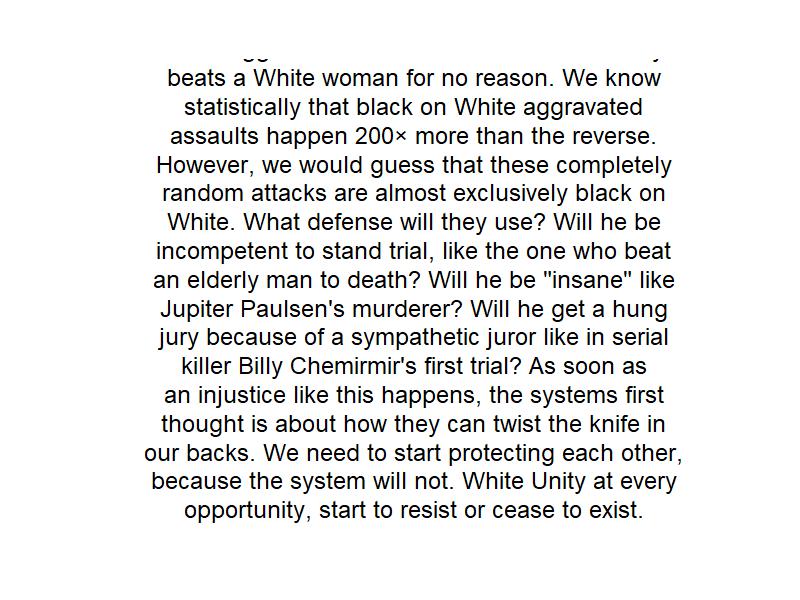 beats a White woman for no reason. We know
statistically that black on White aggravated
assaults happen 200× more than the reverse.
However, we would guess that these completely
random attacks are almost exclusively black on
White. What defense will they use? Will he be
incompetent to stand trial, like the one who beat
an elderly man to death? Will he be "insane" like
Jupiter Paulsen's murderer? Will he get a hung
jury because of a sympathetic juror like in serial
killer Billy Chemirmir's first trial? As soon as
an injustice like this happens, the systems first
thought is about how they can twist the knife in
our backs. We need to start protecting each other,
because the system will not. White Unity at every
opportunity, start to resist or cease to exist.